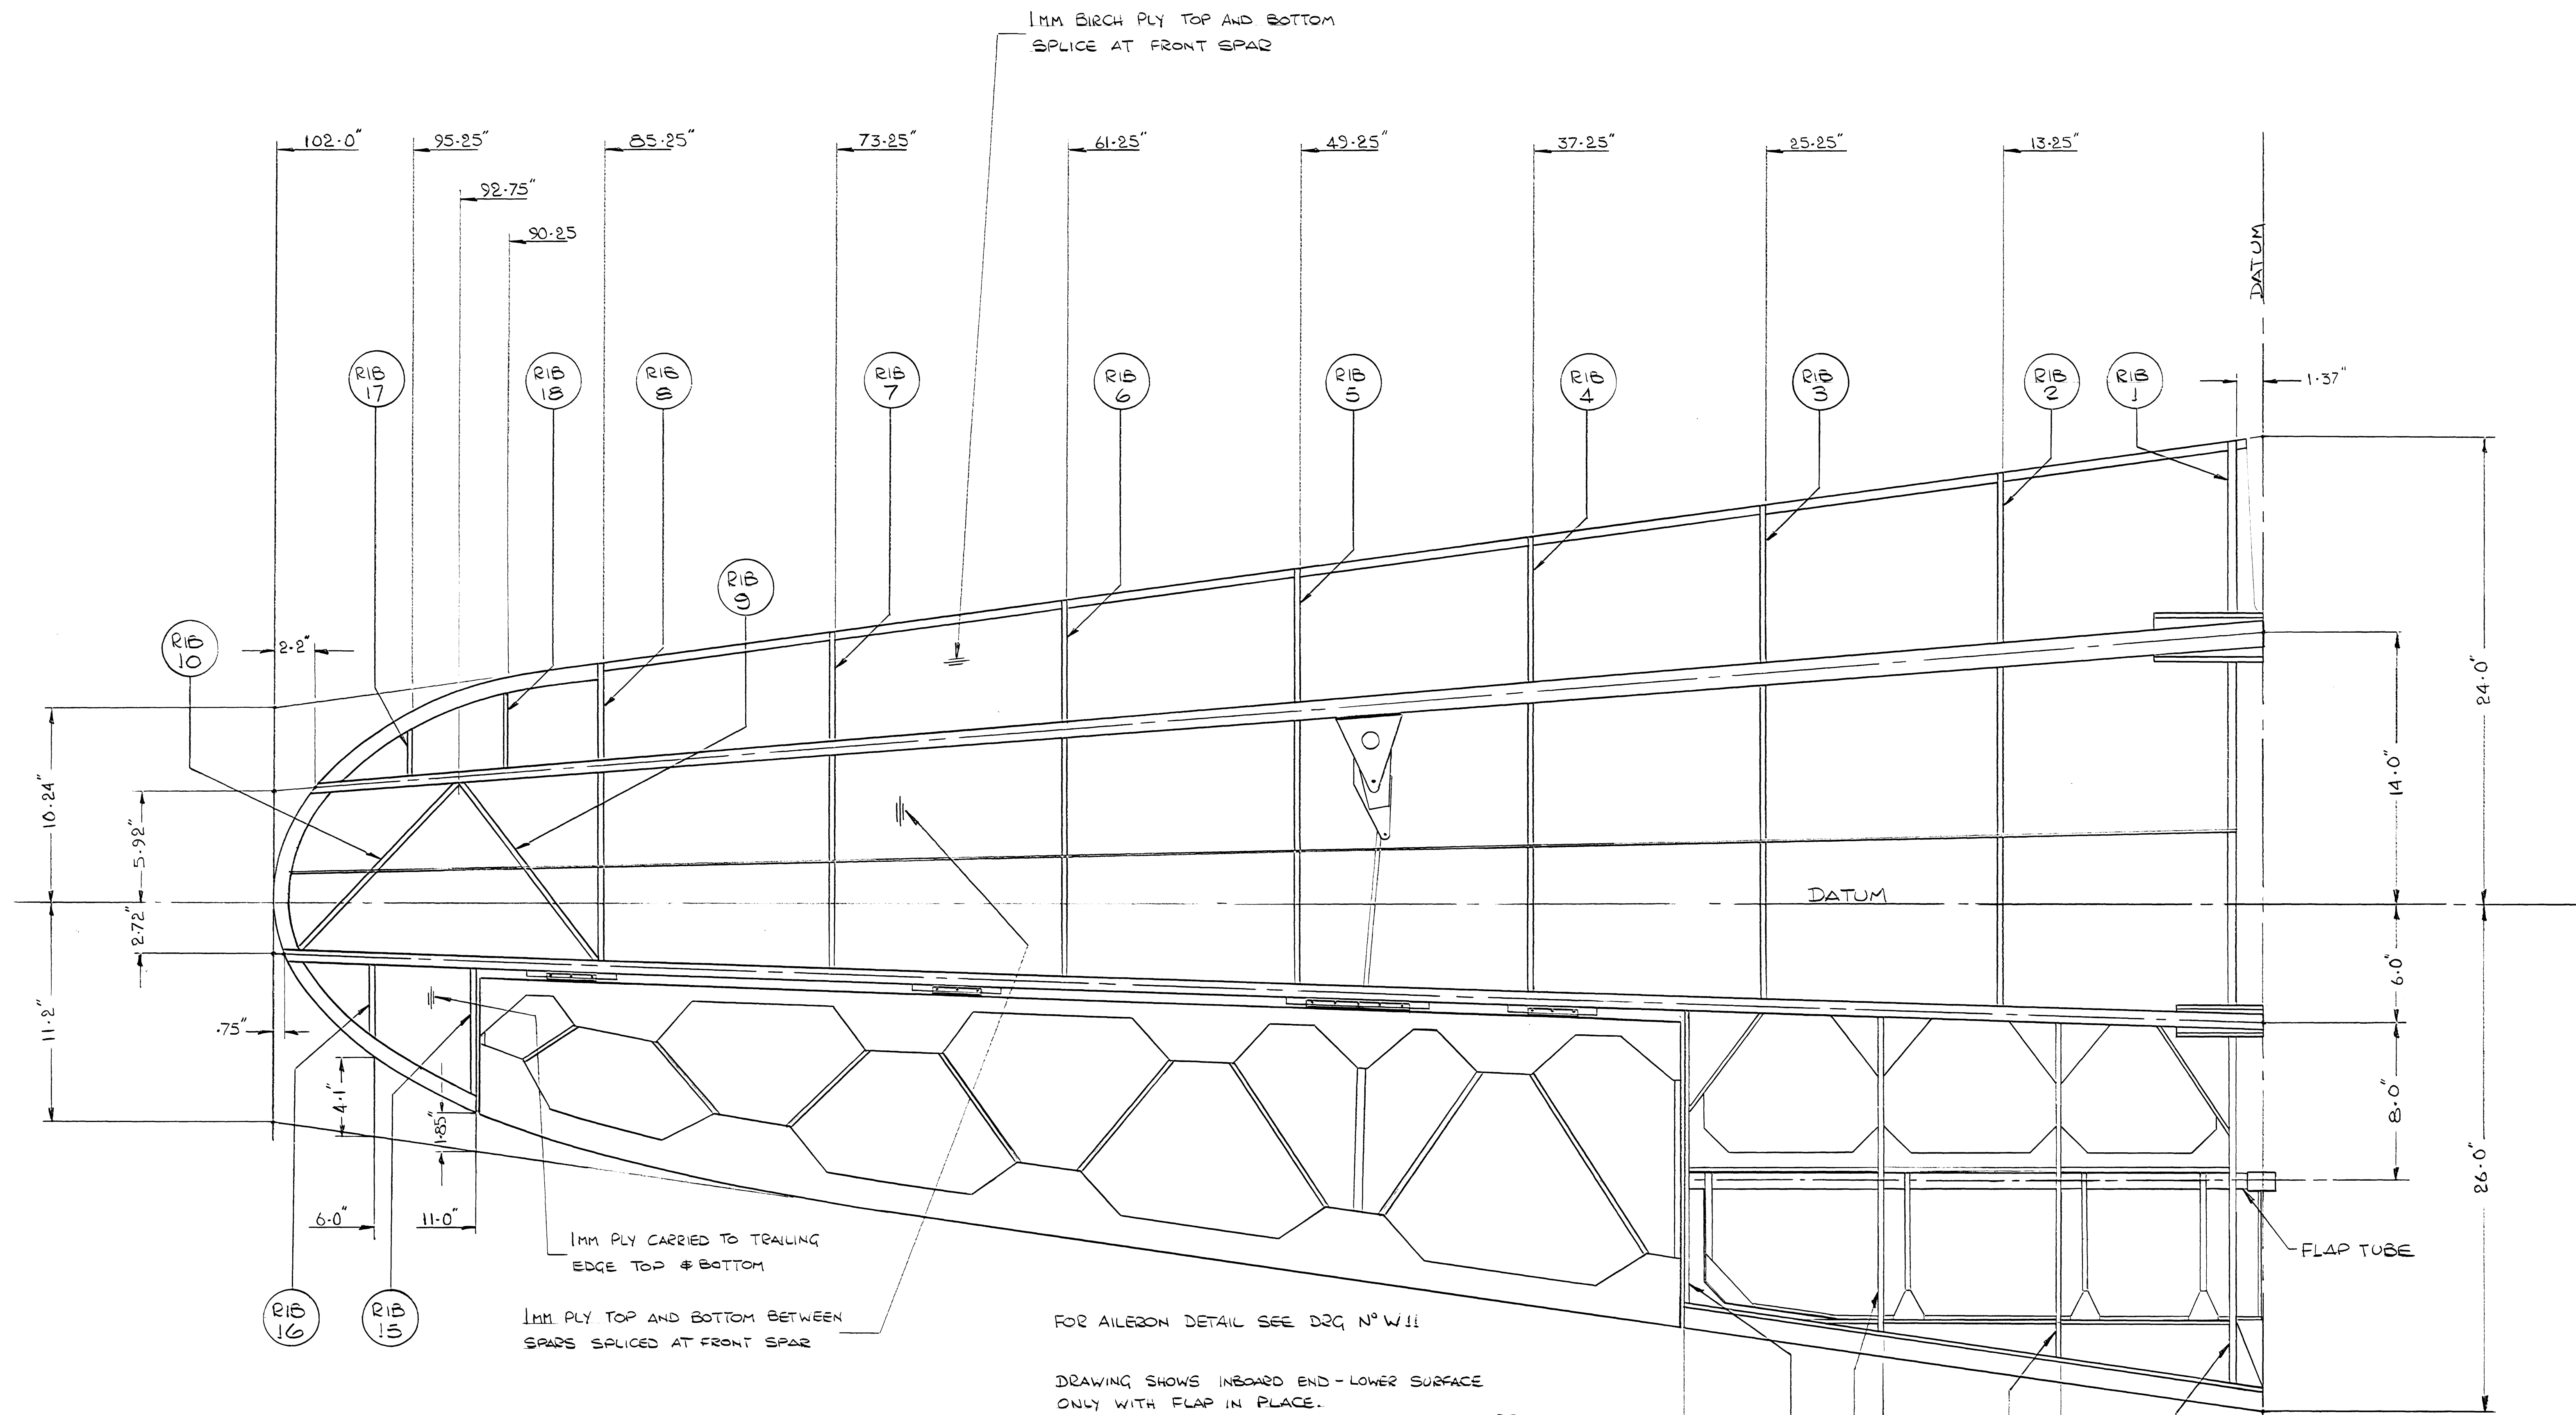 1MM BIRCH PLY TOP AND BOTTOM
SPLICE AT FRONT SPAR
102·0"
95·25"
85·25"
73·25"
61·25"
49·25"
37·25"
25·25"
13·25"
92·75"
90·25
DATUM
RIB 17
RIB 18
RIB 8
RIB 7
RIB 6
RIB 5
RIB 4
RIB 3
RIB 2
RIB 1
1·37"
RIB 9
RIB 10
2·2"
24·0"
14·0"
10·24"
5·92"
DATUM
2·72"
6·0"
11·2"
·75"
4·1"
1·85"
8·0"
26·0"
6·0"
11·0"
1MM PLY CARRIED TO TRAILING
EDGE TOP & BOTTOM
FLAP TUBE
RIB 16
RIB 15
1MM PLY TOP AND BOTTOM BETWEEN
SPARS SPLICED AT FRONT SPAR
FOR AILERON DETAIL SEE DRG Nº W11
DRAWING SHOWS INBOARD END - LOWER SURFACE
ONLY WITH FLAP IN PLACE.